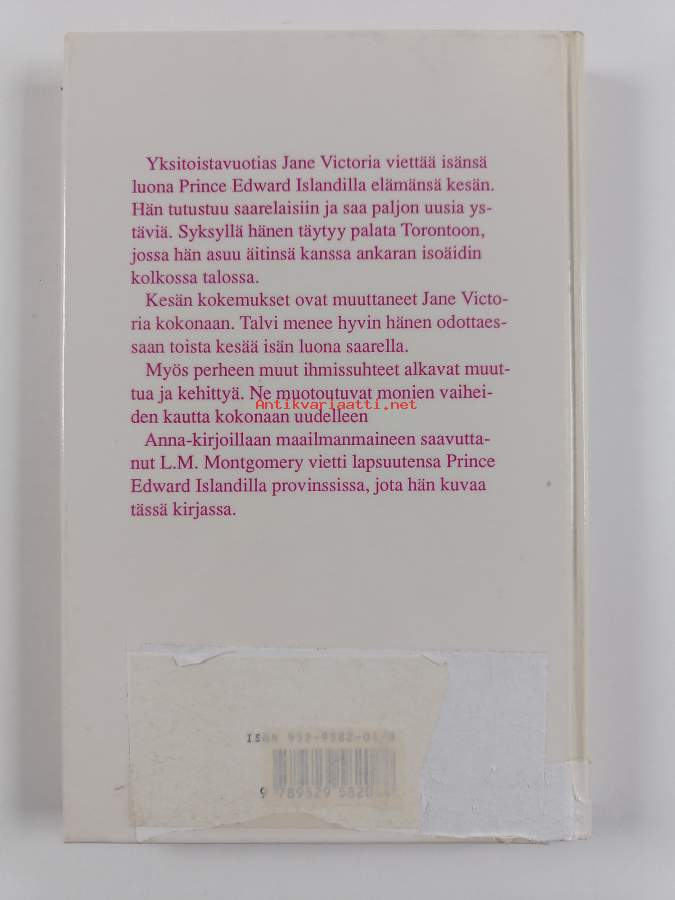 Yksitoistavuotias Jane Victoria viettää isänsä
luona Prince Edward Islandilla elämänsä kesän.
Hän tutustuu saarelaisiin ja saa paljon uusia ys-
täviä. Syksyllä hänen täytyy palata Torontoon,
jossa hän asuu äitinsä kanssa ankaran isoäidin
kolkossa talossa.
Kesän kokemukset ovat muuttaneet Jane Victo-
ria kokonaan. Talvi menee hyvin hänen odottaes-
saan toista kesää isän luona saarella.
Myös perheen muut ihmissuhteet alkavat muut-
tua ja kehittyä. Ne muotoutuvat monien vaihei-
Antikvariaatti.net
den kautta kokonaan uudelleen
Anna-kirjoillaan maailmanmaineen saavutta-
nut L.M. Montgomery vietti lapsuutensa Prince
Edward Islandilla provinssissa, jota hän kuvaa
tässä kirjassa.
ISBN
9 789529 5820